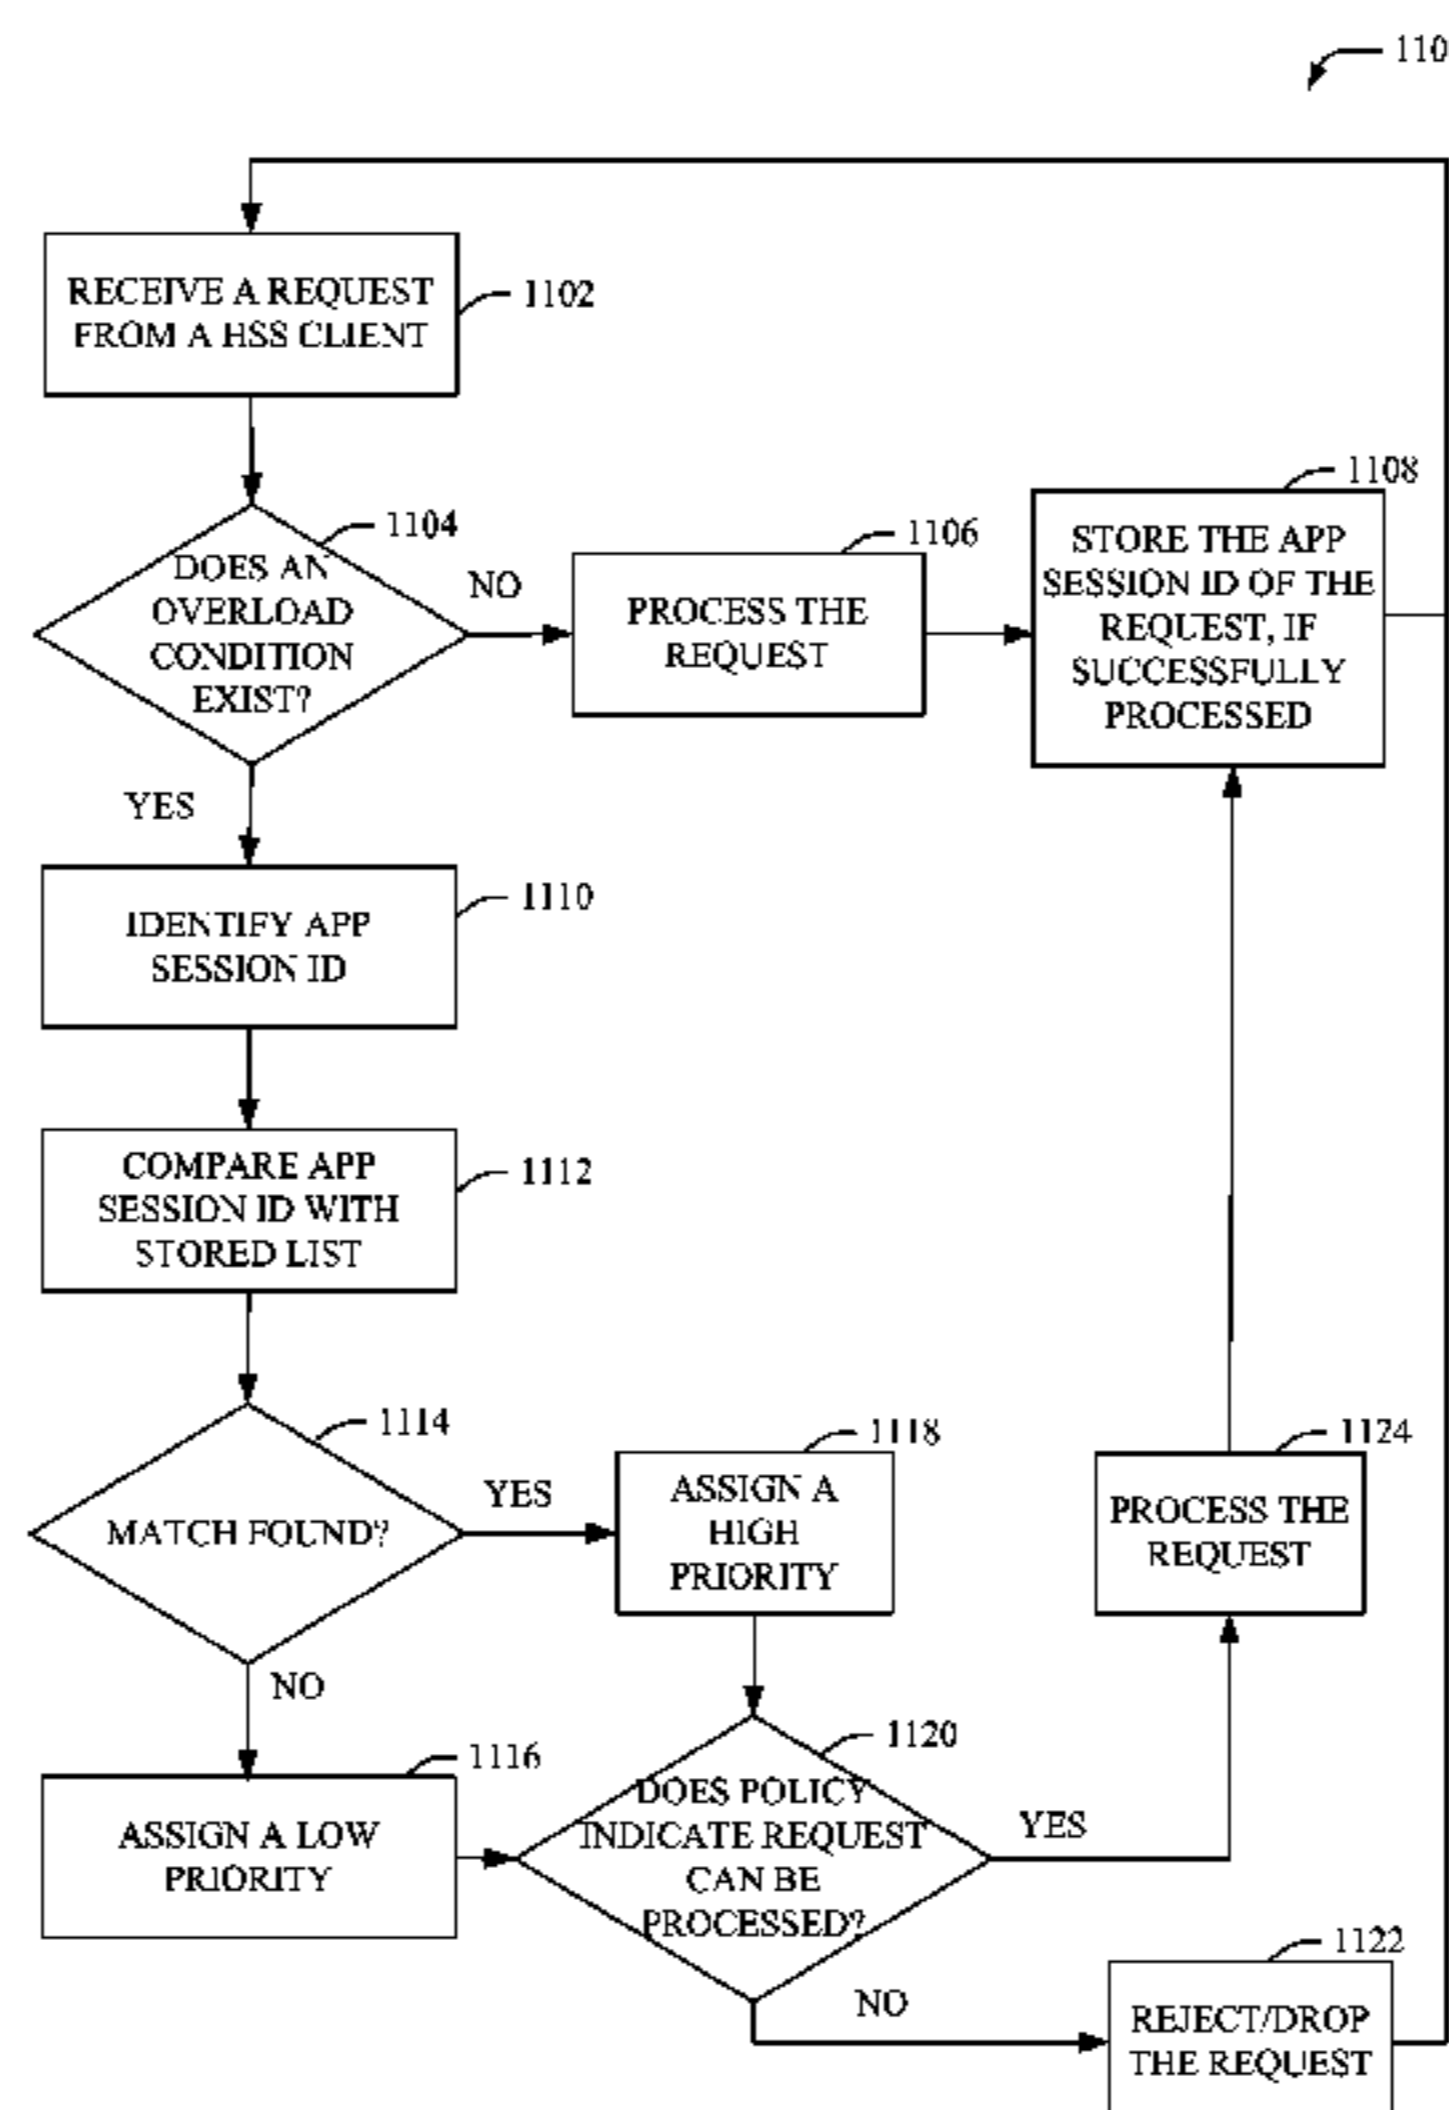 110
RECEIVE A REQUEST
FROM A HSS CLIENT
1102
1104
DOES AN
OVERLOAD
CONDITION
EXIST?
NO
YES
1106
PROCESS THE
REQUEST
1108
STORE THE APP
SESSION ID OF THE
REQUEST, IF
SUCCESSFULLY
PROCESSED
1110
IDENTIFY APP
SESSION ID
1112
COMPARE APP
SESSION ID WITH
STORED LIST
1114
MATCH FOUND?
YES
NO
1118
ASSIGN A
HIGH
PRIORITY
1124
PROCESS THE
REQUEST
1116
ASSIGN A LOW
PRIORITY
1120
DOES POLICY
INDICATE REQUEST
CAN BE
PROCESSED?
YES
NO
1122
REJECT/DROP
THE REQUEST